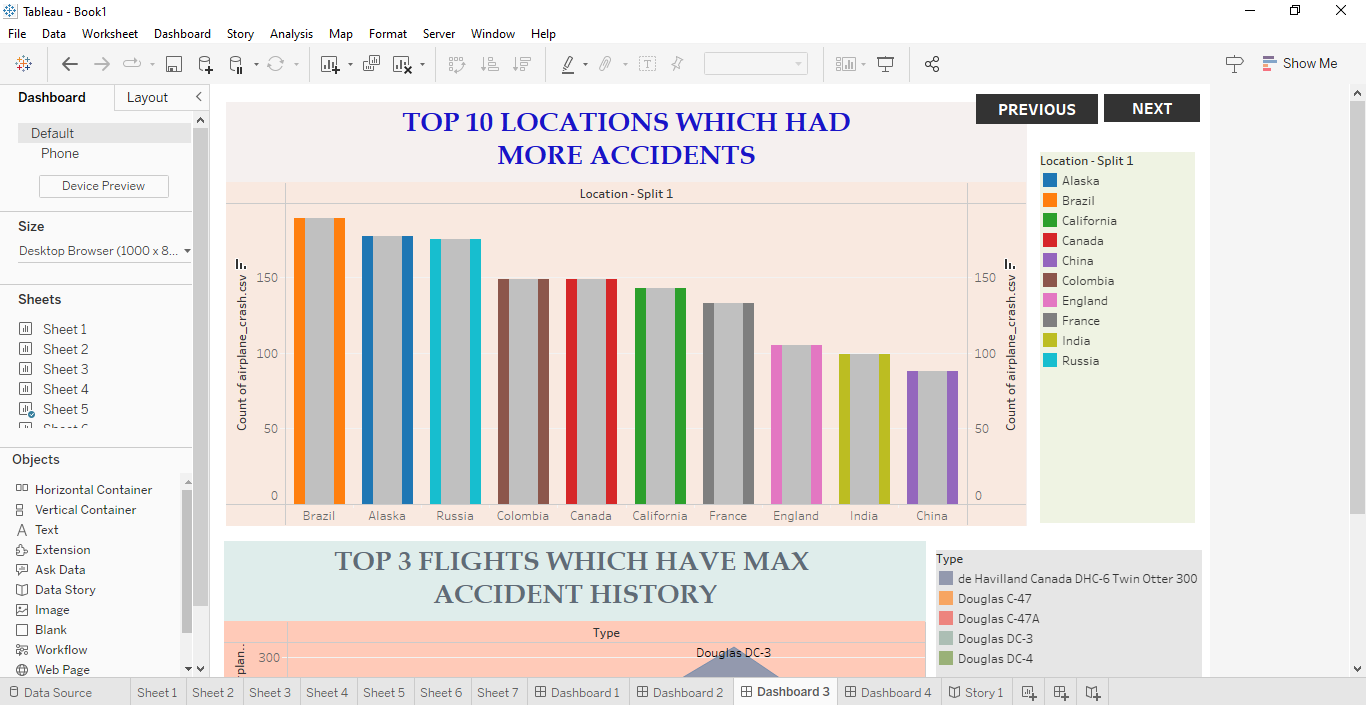 Tableau - Book1
File Data Worksheet Dashboard Story Analysis Map Format Server Window Help
Show Me
Dashboard Layout
Default
Phone
Device Preview
Size
Desktop Browser (1000 x 8...
Sheets
Sheet 1
Sheet 2
Sheet 3
Sheet 4
Sheet 5
Objects
Horizontal Container
Vertical Container
Text
Extension
Ask Data
Data Story
Image
Blank
Workflow
Web Page
PREVIOUS NEXT
TOP 10 LOCATIONS WHICH HAD
MORE ACCIDENTS
Location - Split 1
Count of airplane_crash.csv
150
100
50
0
150
100
50
0
Count of airplane_crash.csv
Brazil Alaska Russia Colombia Canada California France England India China
Location - Split 1
Alaska
Brazil
California
Canada
China
Colombia
England
France
India
Russia
TOP 3 FLIGHTS WHICH HAVE MAX
ACCIDENT HISTORY
Type
plan..
300
Douglas DC-3
Type
de Havilland Canada DHC-6 Twin Otter 300
Douglas C-47
Douglas C-47A
Douglas DC-3
Douglas DC-4
Data Source Sheet 1 Sheet 2 Sheet 3 Sheet 4 Sheet 5 Sheet 6 Sheet 7 Dashboard 1 Dashboard 2 Dashboard 3 Dashboard 4 Story 1